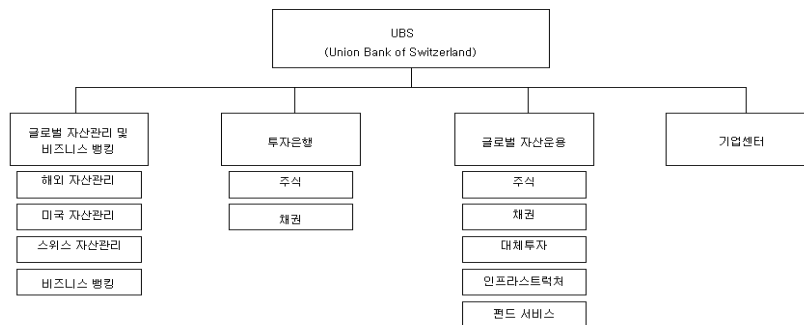 UBS
(Union Bank of Switzerland)
글로벌 자산관리 및
비즈니스 뱅킹
해외 자산관리
미국 자산관리
스위스 자산관리
비즈니스 뱅킹
투자은행
주식
채권
글로벌 자산운용
주식
채권
대체투자
인프라스트럭처
펀드 서비스
기업센터